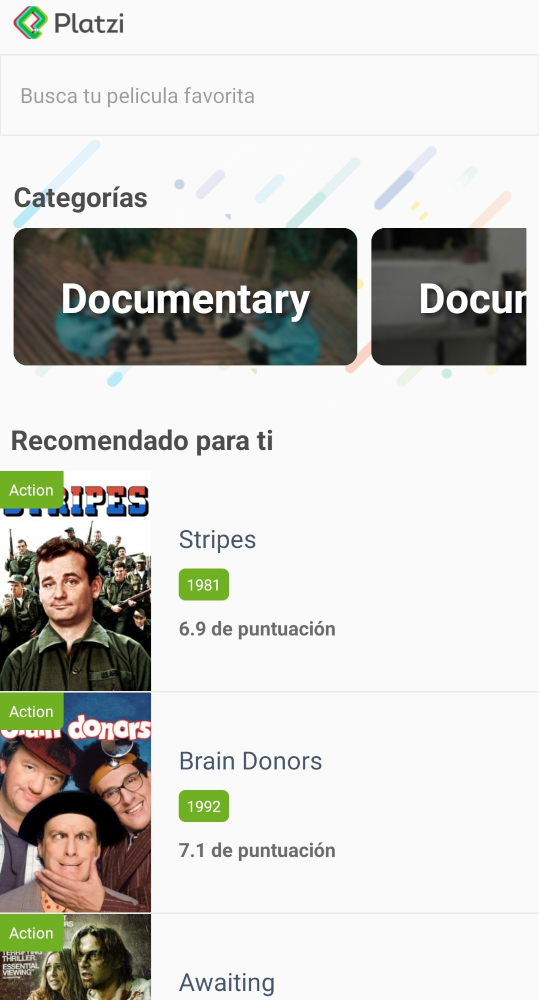 Platzi
Busca tu pelicula favorita
Categorías
Documentary
Docur
Recomendado para ti
Action
STRIPES
Stripes
1981
6.9 de puntuación
Action
donors
Brain Donors
1992
7.1 de puntuación
Action
TERRIFYING
THRILLER.
ESSENTIAL
VIEWING
Awaiting